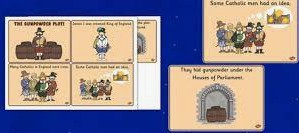 THE GUNPOWDER PLOT!
James I was crowned King of England.
Many Catholics in England were cross.
Some Catholic men had an idea.
Some Catholic men had an idea.
They hid gunpowder under the
Houses of Parliament.